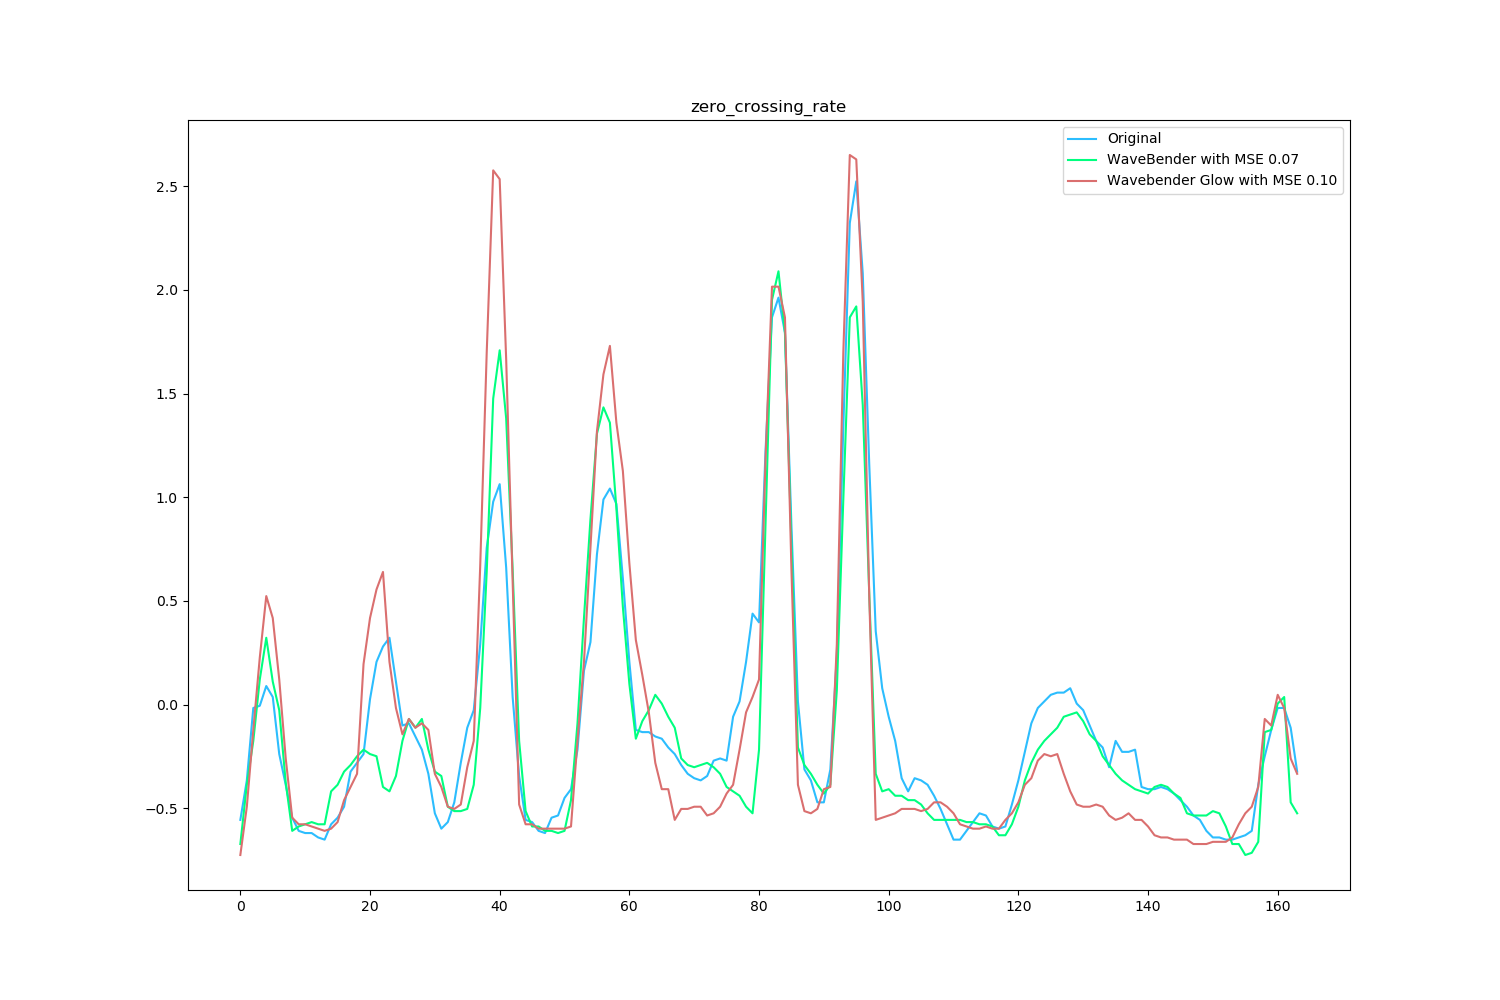 zero_crossing_rate
Original
WaveBender with MSE 0.07
Wavebender Glow with MSE 0.10
2.5
2.0
1.5
1.0
0.5
0.0
−0.5
0 20 40 60 80 100 120 140 160